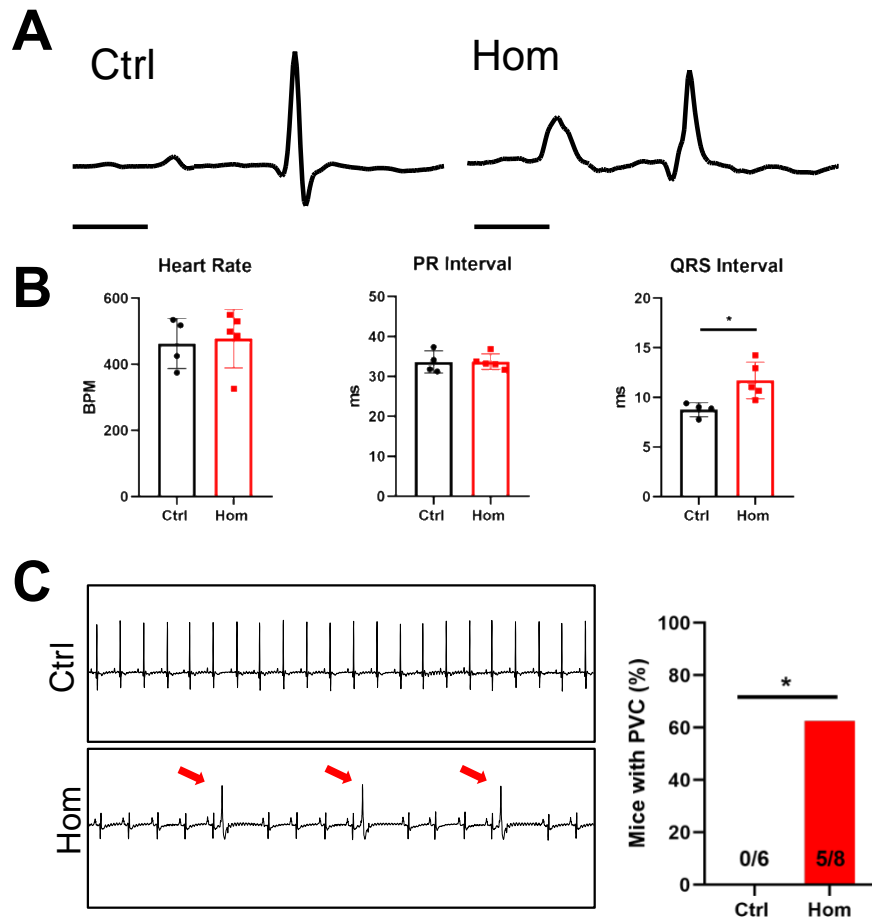 A
Ctrl
Hom
B
Heart Rate
600
400
200
0
BPM
Ctrl
Hom
PR Interval
50
40
30
20
10
0
ms
Ctrl
Hom
QRS Interval
20
15
10
5
0
ms
*
Ctrl
Hom
C
Ctrl
Hom
100
80
60
40
20
0
Mice with PVC (%)
*
0/6
5/8
Ctrl
Hom